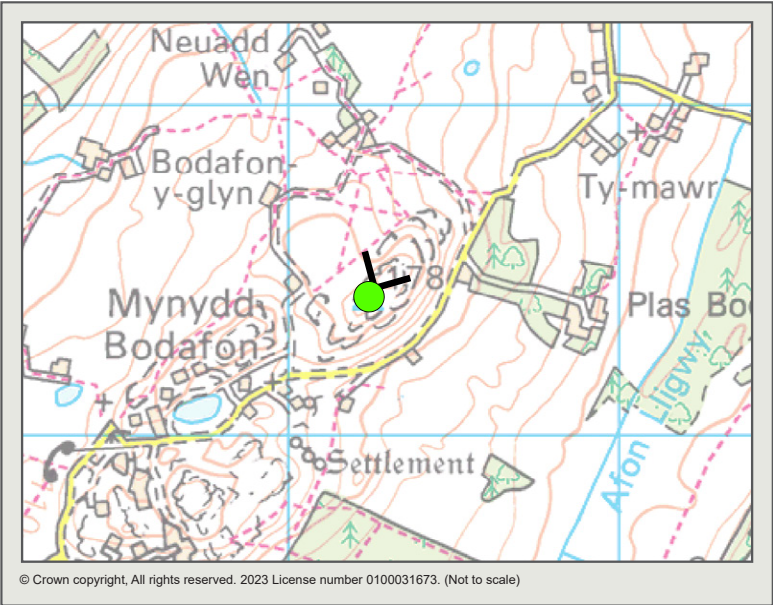 Neuadd
Wen
Bodafon-
y-glyn
Ty-mawr
178
Mynydd
Bodafon
Plas Bo
Afon Lligwy
Settlement
© Crown copyright, All rights reserved. 2023 License number 0100031673. (Not to scale)